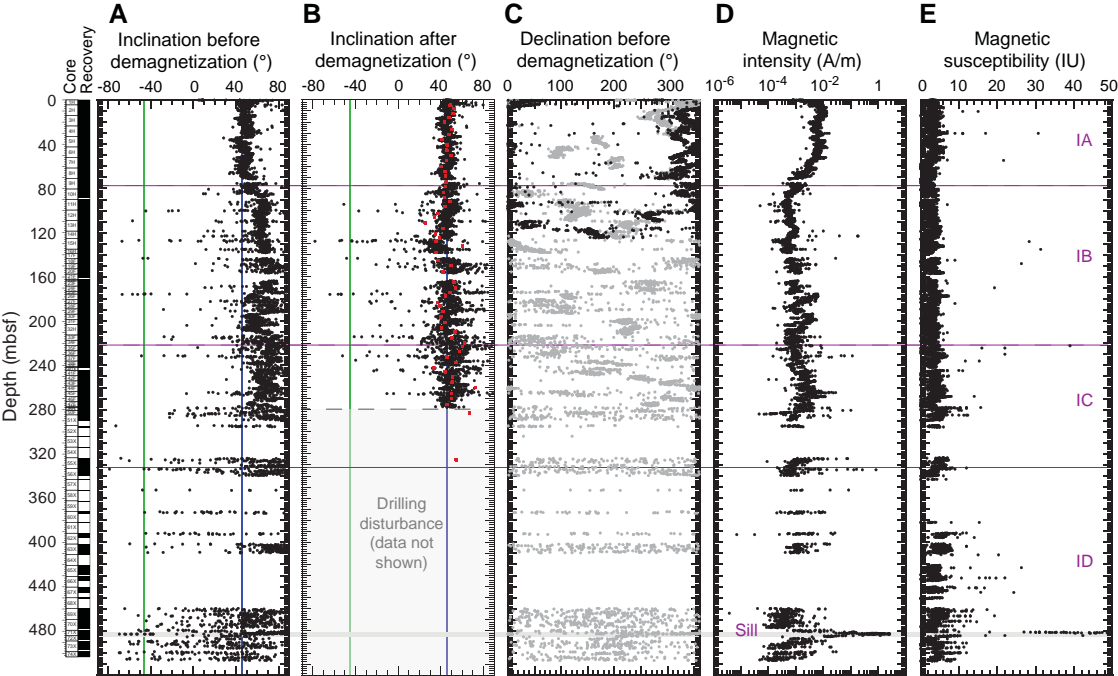 A
B
C
D
E
Inclination before
demagnetization (°)
Inclination after
demagnetization (°)
Declination before
demagnetization (°)
Magnetic
intensity (A/m)
Magnetic
susceptibility (IU)
Core
Recovery
-80 -40 0 40 80
-80 -40 0 40 80
0 100 200 300
10⁻⁶ 10⁻⁴ 10⁻² 1
0 10 20 30 40 50
Depth (mbsf)
0
40
80
120
160
200
240
280
320
360
400
440
480
IA
IB
IC
ID
Sill
Drilling
disturbance
(data not
shown)